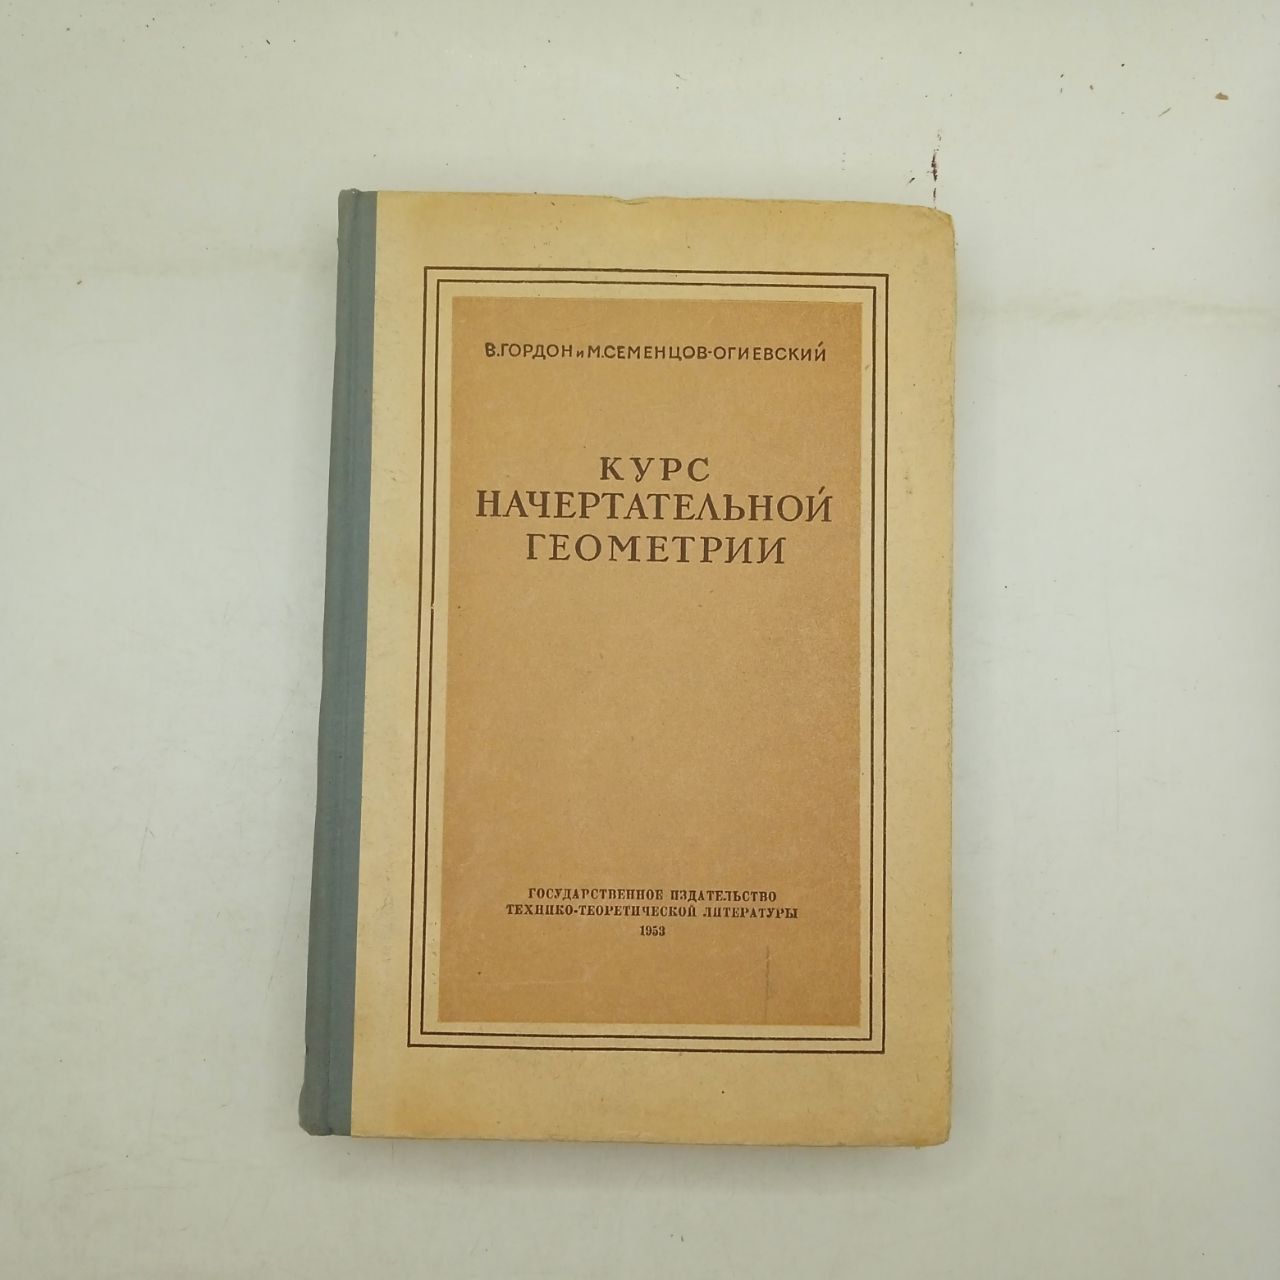 В.ГОРДОН и М.СЕМЕНЦОВ-ОГИЕВСКИЙ
КУРС
НАЧЕРТАТЕЛЬНОЙ
ГЕОМЕТРИИ
ГОСУДАРСТВЕННОЕ ИЗДАТЕЛЬСТВО
ТЕХНИКО-ТЕОРЕТИЧЕСКОЙ ЛИТЕРАТУРЫ
1953